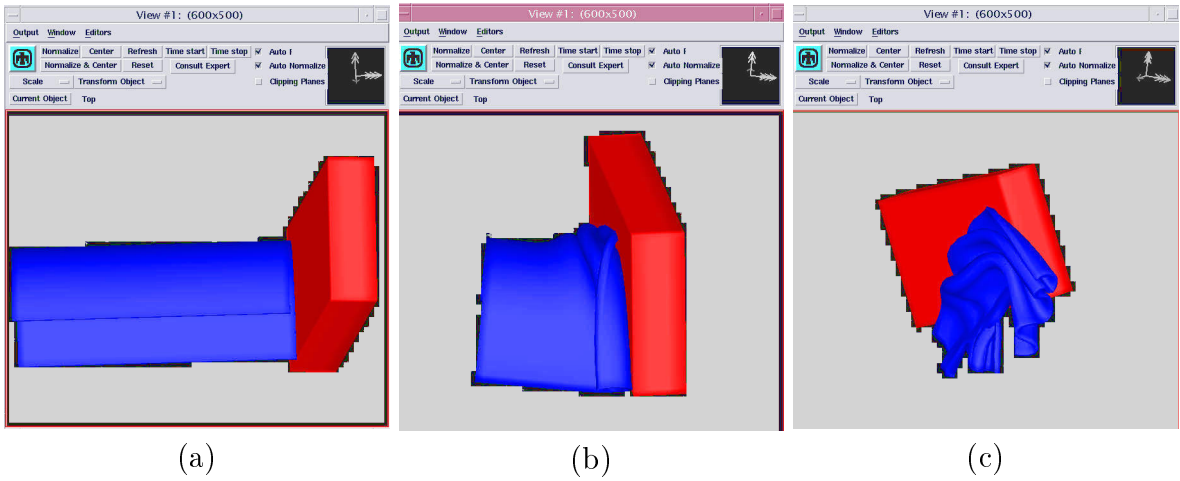 View #1: (600x500)
Output Window Editors
Normalize Center Refresh Time start Time stop Auto F
Normalize & Center Reset Consult Expert Auto Normalize
Scale Transform Object Clipping Planes
Current Object Top
(a)
View #1: (600x500)
Output Window Editors
Normalize Center Refresh Time start Time stop Auto F
Normalize & Center Reset Consult Expert Auto Normalize
Scale Transform Object Clipping Planes
Current Object Top
(b)
View #1: (600x500)
Output Window Editors
Normalize Center Refresh Time start Time stop Auto F
Normalize & Center Reset Consult Expert Auto Normalize
Scale Transform Object Clipping Planes
Current Object Top
(c)